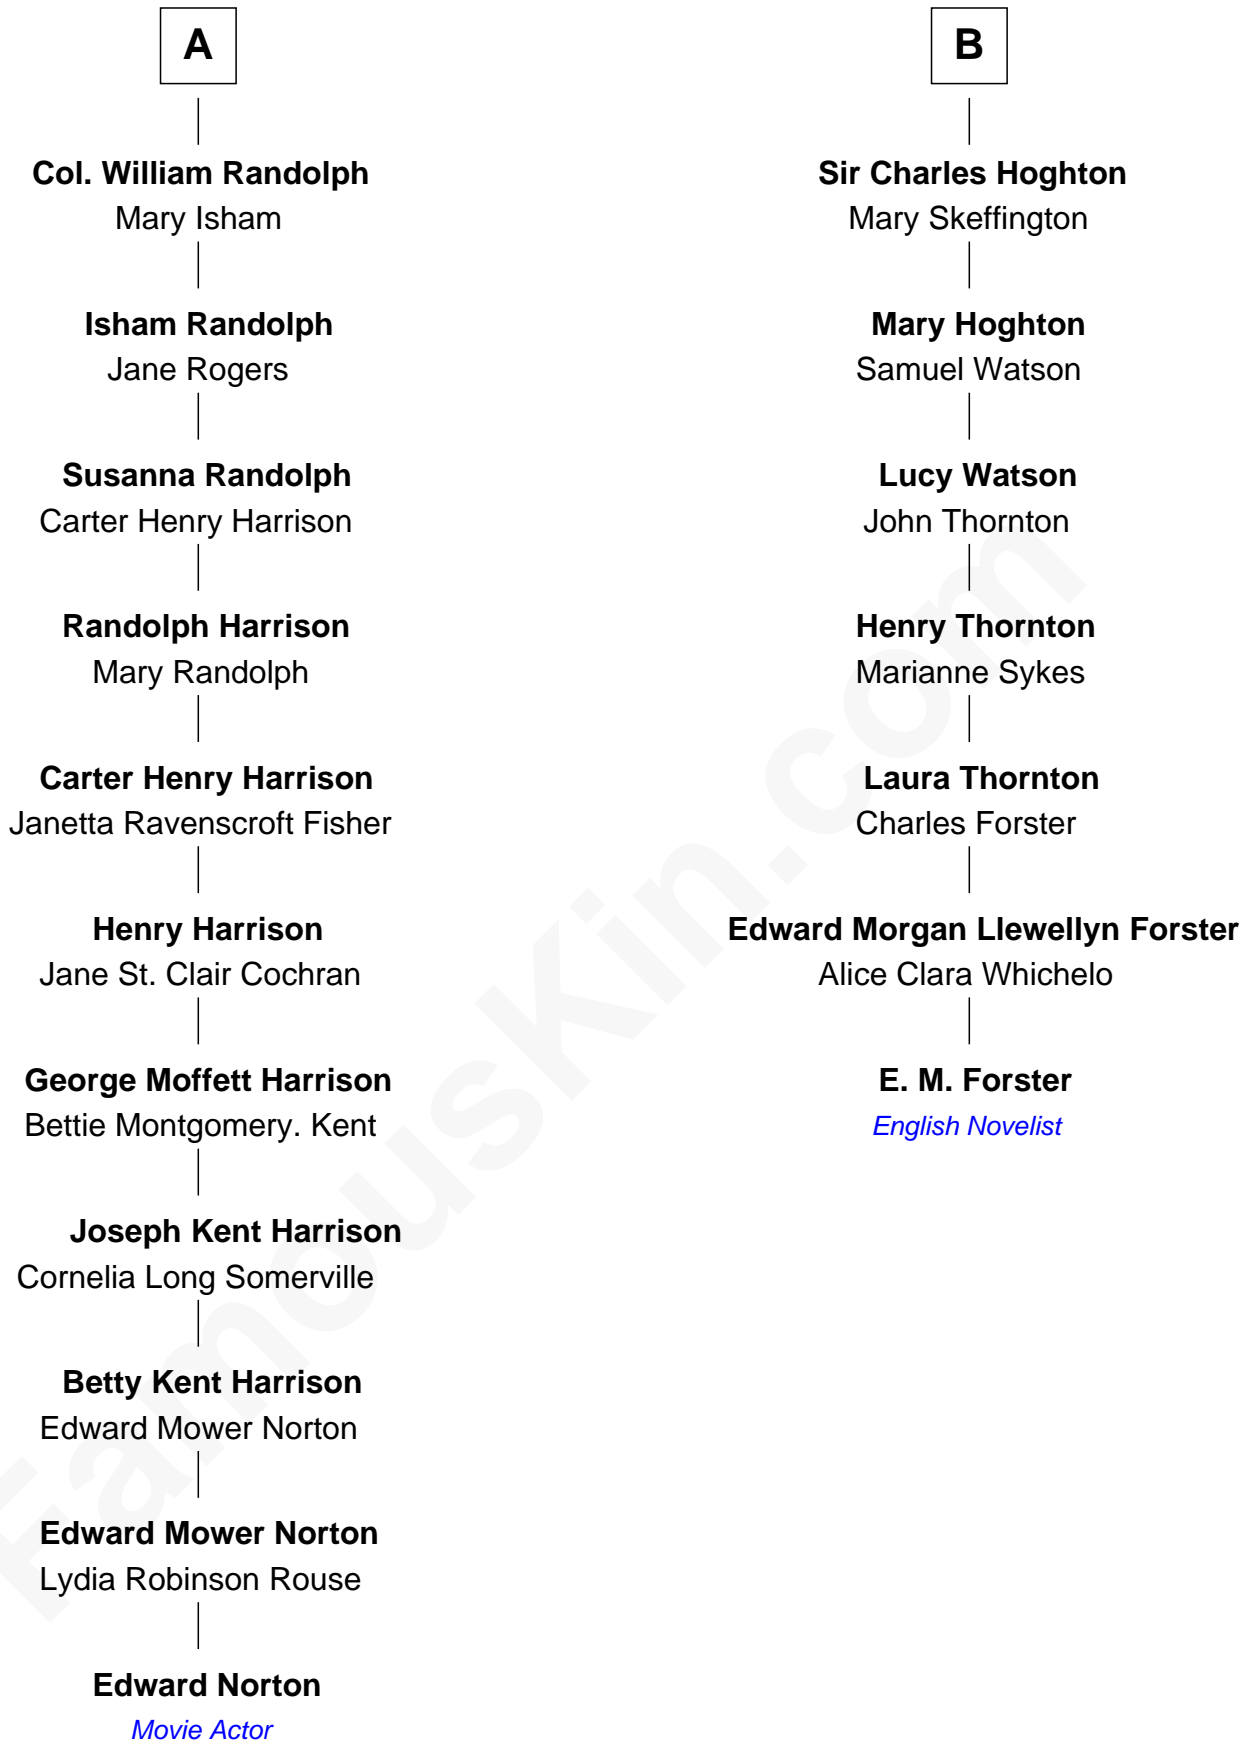 A
Col. William Randolph
Mary Isham
Isham Randolph
Jane Rogers
Susanna Randolph
Carter Henry Harrison
Randolph Harrison
Mary Randolph
Carter Henry Harrison
Janetta Ravenscroft Fisher
Henry Harrison
Jane St. Clair Cochran
George Moffett Harrison
Bettie Montgomery. Kent
Joseph Kent Harrison
Cornelia Long Somerville
Betty Kent Harrison
Edward Mower Norton
Edward Mower Norton
Lydia Robinson Rouse
Edward Norton
Movie Actor
B
Sir Charles Hoghton
Mary Skeffington
Mary Hoghton
Samuel Watson
Lucy Watson
John Thornton
Henry Thornton
Marianne Sykes
Laura Thornton
Charles Forster
Edward Morgan Llewellyn Forster
Alice Clara Whichelo
E. M. Forster
English Novelist
FamousKin.com